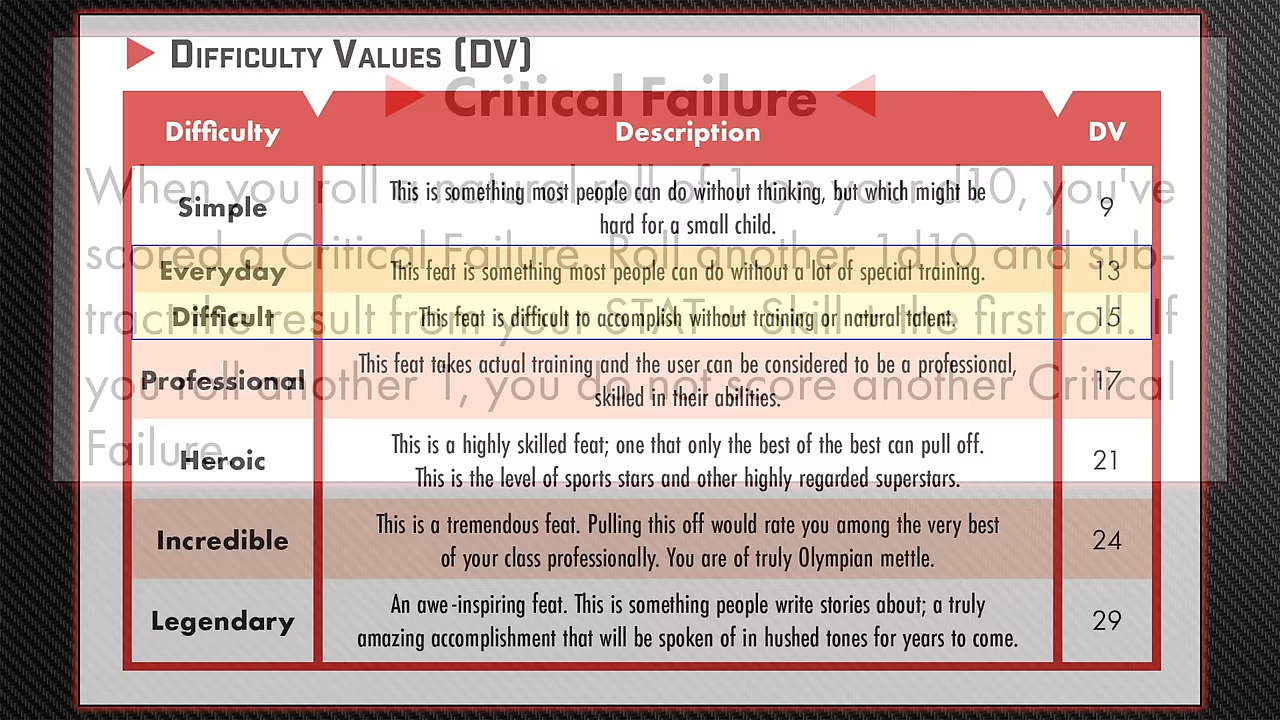 Difficulty Values (DV)
Difficulty Description DV
Simple This is something most people can do without thinking, but which might be hard for a small child. 9
Everyday This feat is something most people can do without a lot of special training. 13
Difficult This feat is difficult to accomplish without training or natural talent. 15
Professional This feat takes actual training and the user can be considered to be a professional, skilled in their abilities. 17
Heroic This is a highly skilled feat; one that only the best of the best can pull off. This is the level of sports stars and other highly regarded superstars. 21
Incredible This is a tremendous feat. Pulling this off would rate you among the very best of your class professionally. You are of truly Olympian mettle. 24
Legendary An awe-inspiring feat. This is something people write stories about; a truly amazing accomplishment that will be spoken of in hushed tones for years to come. 29
Critical Failure
When you roll a natural roll of 1 on your d10, you've
scored a Critical Failure. Roll another 1d10 and sub-
tract the result from your STAT + Skill + the first roll. If
you roll another 1, you do not score another Critical
Failure.